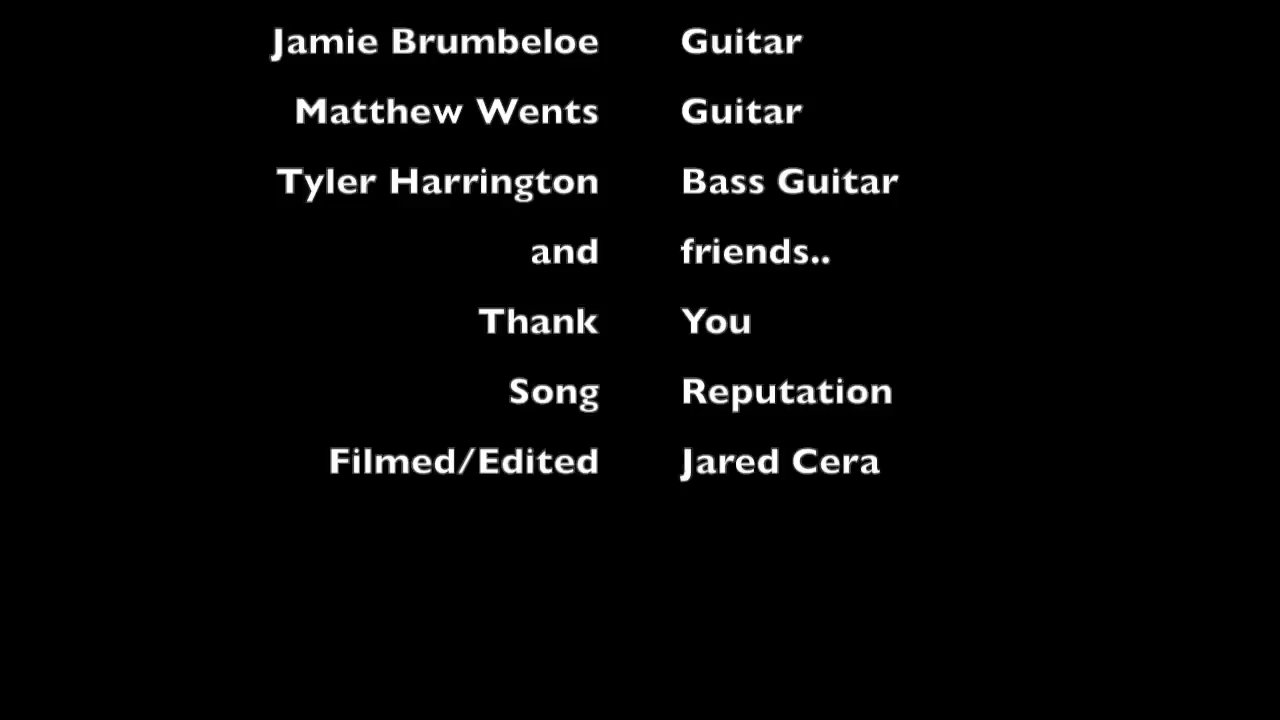 Jamie Brumbeloe Guitar
Matthew Wents Guitar
Tyler Harrington Bass Guitar
and friends..
Thank You
Song Reputation
Filmed/Edited Jared Cera